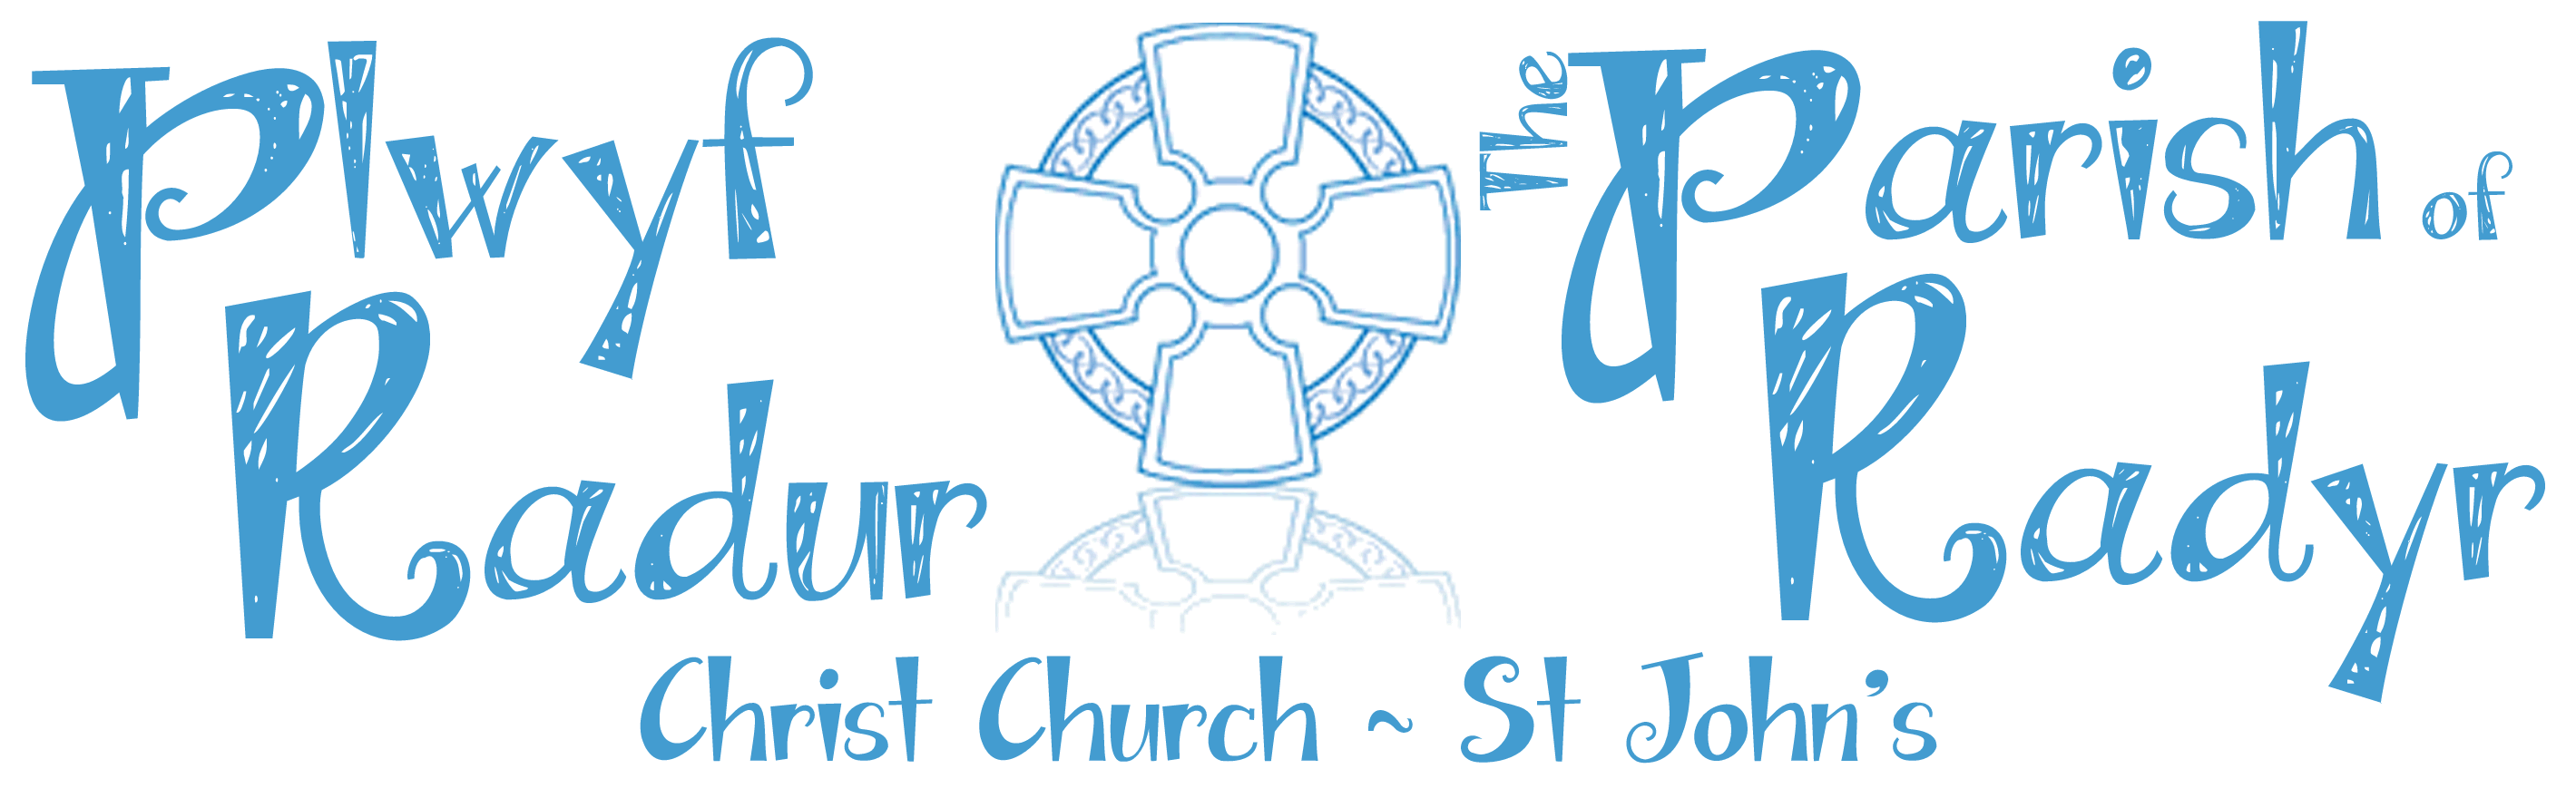 Plwyf
Radur
The Parish of
Radyr
Christ Church ~ St John's